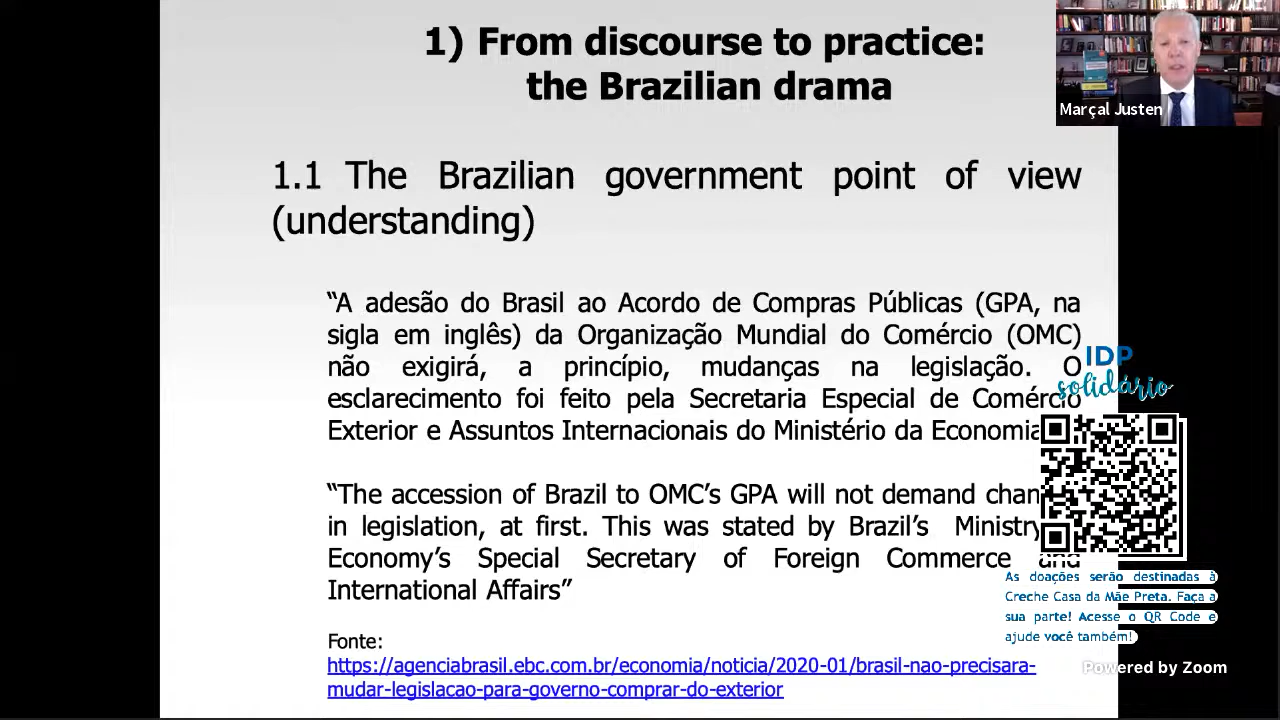 1) From discourse to practice:
the Brazilian drama
Marçal Justen
1.1 The Brazilian government point of view
(understanding)
“A adesão do Brasil ao Acordo de Compras Públicas (GPA, na
sigla em inglês) da Organização Mundial do Comércio (OMC)
não exigirá, a princípio, mudanças na legislação. O
esclarecimento foi feito pela Secretaria Especial de Comércio
Exterior e Assuntos Internacionais do Ministério da Economia
“The accession of Brazil to OMC’s GPA will not demand
in legislation, at first. This was stated by Brazil’s Ministry
Economy’s Special Secretary of Foreign Commerce and
International Affairs”
Fonte:
https://agenciabrasil.ebc.com.br/economia/noticia/2020-01/brasil-nao-precisara-
mudar-legislacao-para-governo-comprar-do-exterior
IDP
solidário
As doações serão destinadas à
Creche Casa da Mãe Preta. Faça a
sua parte! Acesse o QR Code e
ajude você também!
Powered by Zoom